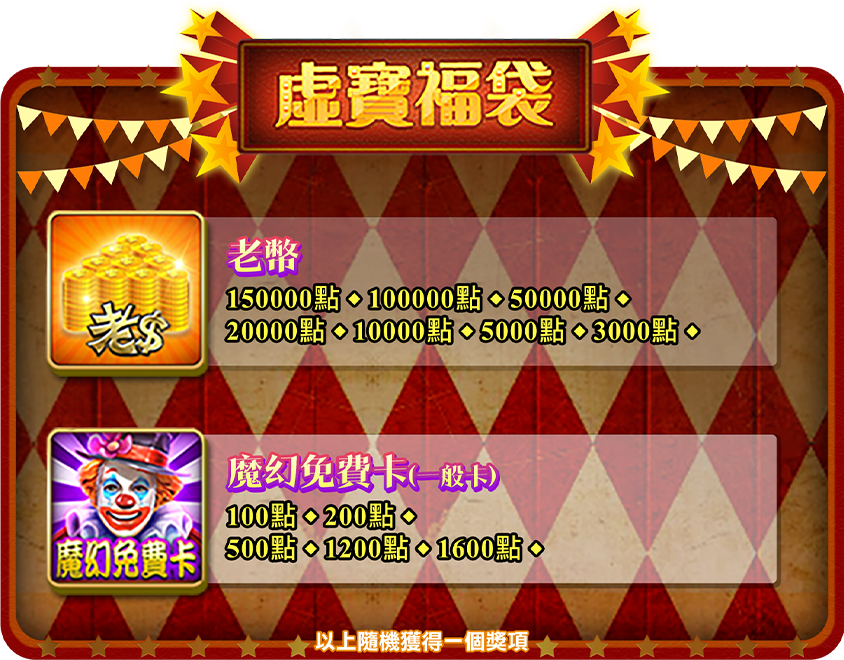 虛寶福袋
老幣
150000點◆100000點◆50000點◆
20000點◆10000點◆5000點◆3000點◆
老$
魔幻免費卡(一般卡)
100點◆200點◆
500點◆1200點◆1600點◆
魔幻免費卡
以上隨機獲得一個獎項